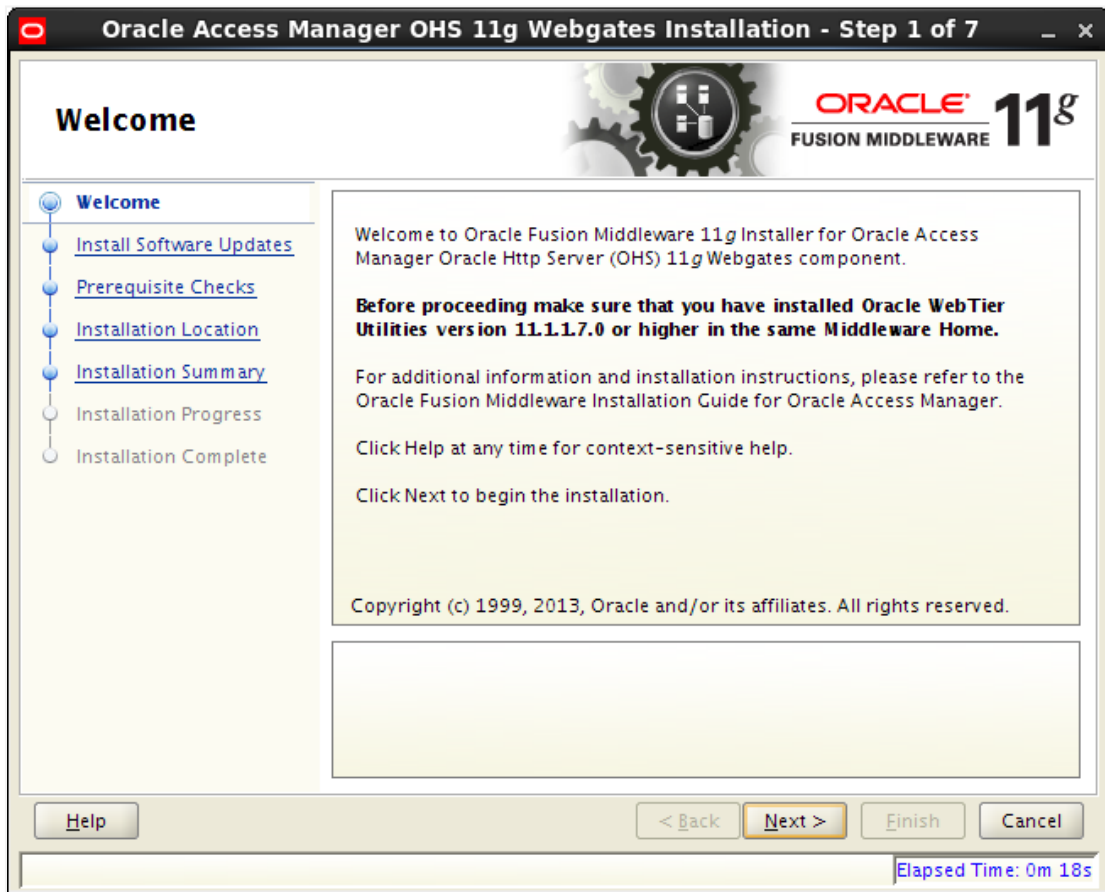 Oracle Access Manager OHS 11g Webgates Installation - Step 1 of 7
Welcome
ORACLE
FUSION MIDDLEWARE
11g
Welcome
Install Software Updates
Prerequisite Checks
Installation Location
Installation Summary
Installation Progress
Installation Complete
Welcome to Oracle Fusion Middleware 11g Installer for Oracle Access
Manager Oracle Http Server (OHS) 11g Webgates component.
Before proceeding make sure that you have installed Oracle WebTier
Utilities version 11.1.1.7.0 or higher in the same Middleware Home.
For additional information and installation instructions, please refer to the
Oracle Fusion Middleware Installation Guide for Oracle Access Manager.
Click Help at any time for context-sensitive help.
Click Next to begin the installation.
Copyright (c) 1999, 2013, Oracle and/or its affiliates. All rights reserved.
Help
< Back
Next >
Finish
Cancel
Elapsed Time: 0m 18s